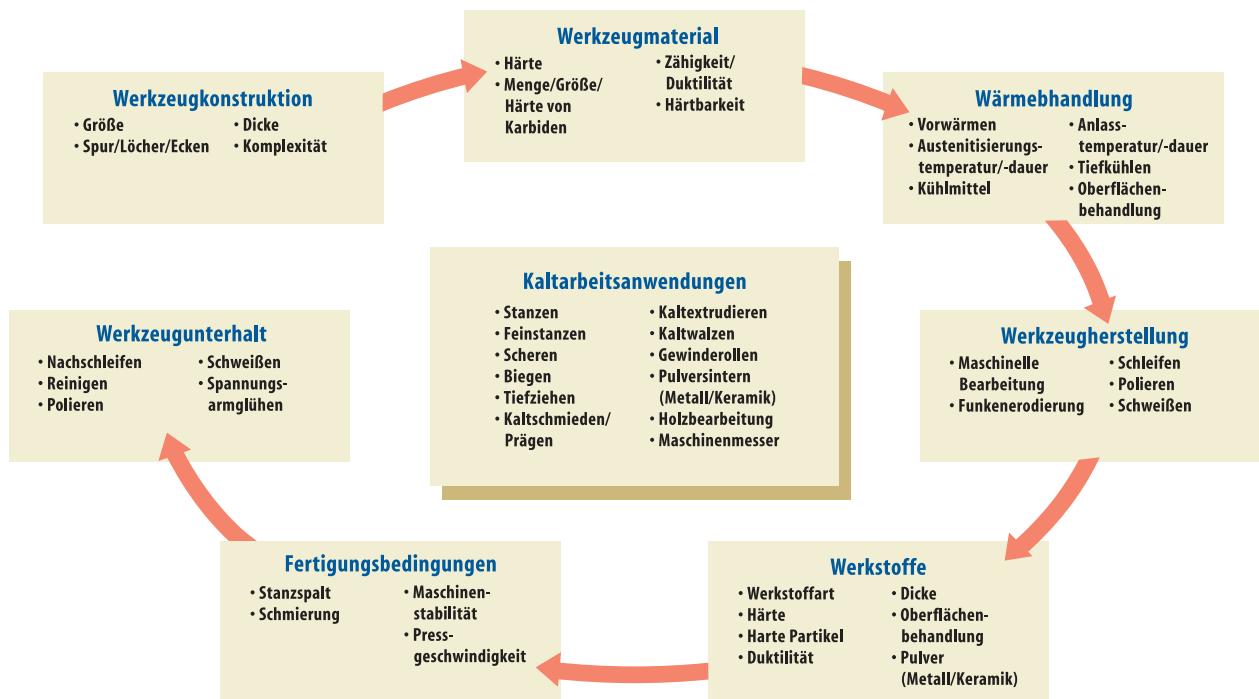 Werkzeugkonstruktion
• Größe
• Spur/Löcher/Ecken
• Dicke
• Komplexität
Werkzeugmaterial
• Härte
• Menge/Größe/
Härte von
Karbiden
• Zähigkeit/
Duktilität
• Härtbarkeit
Wärmebhandlung
• Vorwärmen
• Austenitisierungs-
temperatur/-dauer
• Kühlmittel
• Anlass-
temperatur/-dauer
• Tiefkühlen
• Oberflächen-
behandlung
Kaltarbeitsanwendungen
• Stanzen
• Feinstanzen
• Scheren
• Biegen
• Tiefziehen
• Kaltschmieden/
Prägen
• Kaltextrudieren
• Kaltwalzen
• Gewinderollen
• Pulversintern
(Metall/Keramik)
• Holzbearbeitung
• Maschinenmesser
Werkzeugherstellung
• Maschinelle
Bearbeitung
• Funkenerodierung
• Schleifen
• Polieren
• Schweißen
Werkstoffe
• Werkstoffart
• Härte
• Harte Partikel
• Duktilität
• Dicke
• Oberflächen-
behandlung
• Pulver
(Metall/Keramik)
Fertigungsbedingungen
• Stanzspalt
• Schmierung
• Maschinen-
stabilität
• Press-
geschwindigkeit
Werkzeugunterhalt
• Nachschleifen
• Reinigen
• Polieren
• Schweißen
• Spannungs-
armglühen